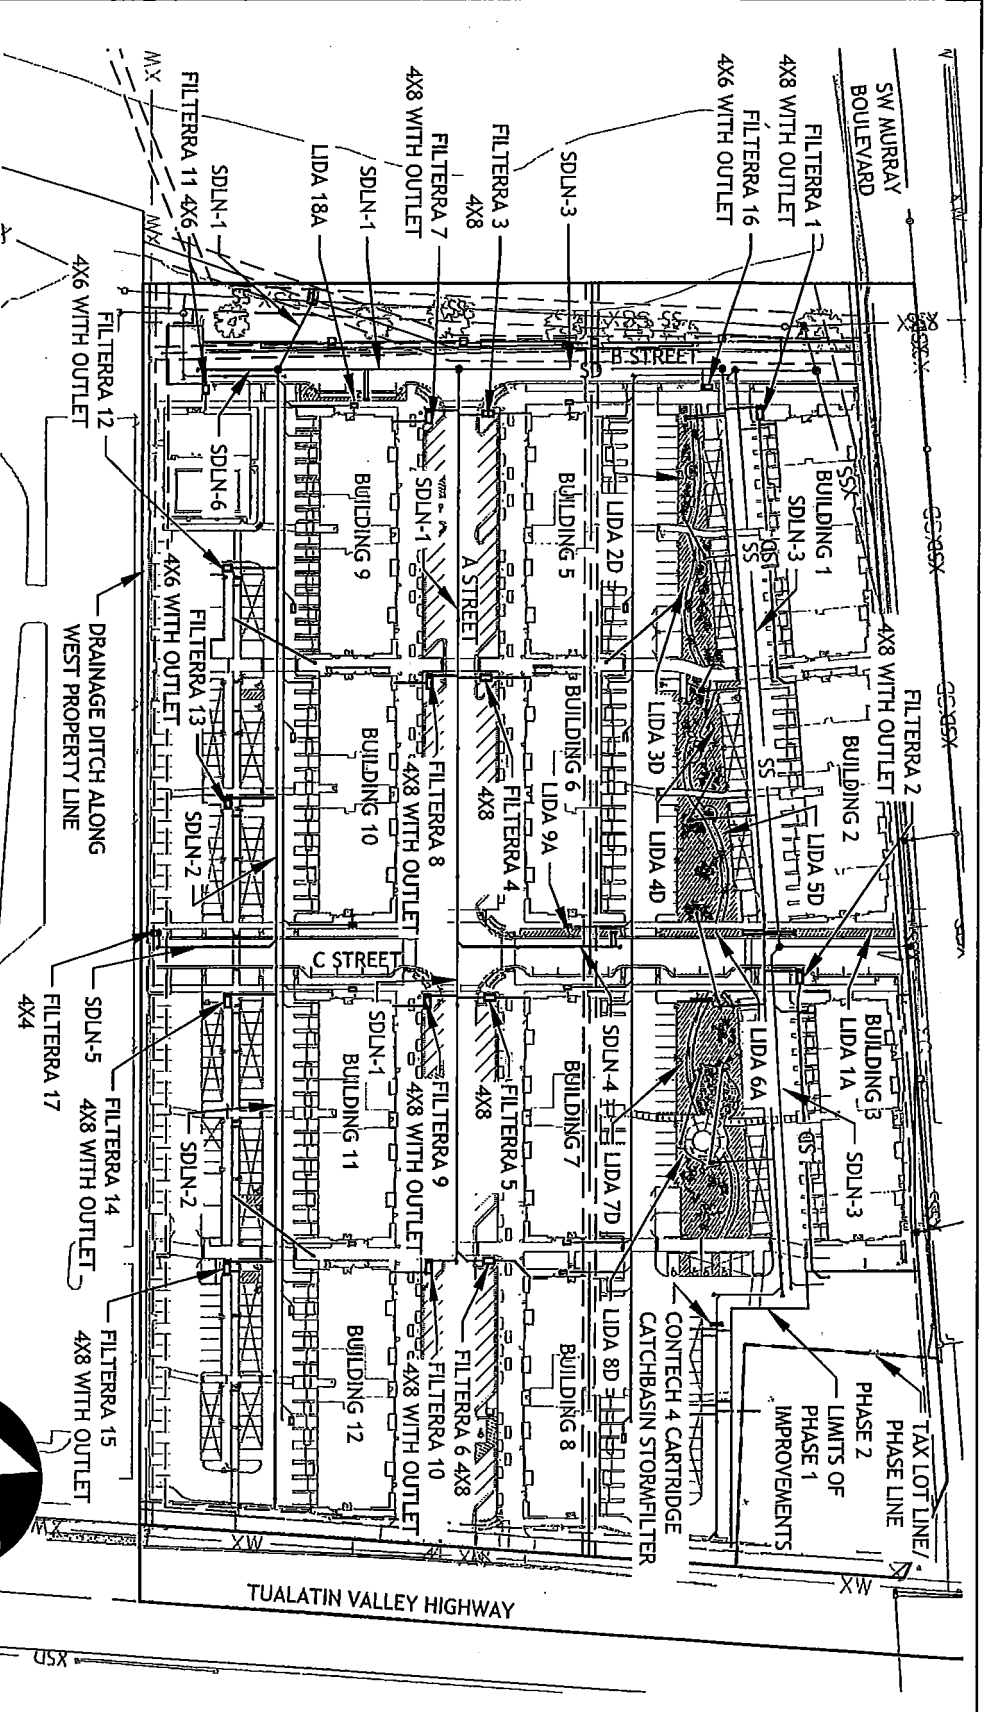 SW MURRAY
BOULEVARD
FILTERRA 1
4X8 WITH OUTLET
FILTERRA 16
4X6 WITH OUTLET
SDLN-3
FILTERRA 3
4X8
FILTERRA 7
4X8 WITH OUTLET
SDLN-1
LIDA 18A
SDLN-1
FILTERRA 11 4X6
FILTERRA 12
4X6 WITH OUTLET
B STREET
SD
SSX
BUILDING 1
SDLN-3
SD
SS
LIDA 2D
BUILDING 5
A STREET
SDLN-1
BUILDING 9
SDLN-6
4X6 WITH OUTLET
FILTERRA 13
DRAINAGE DITCH ALONG
WEST PROPERTY LINE
FILTERRA 2
4X8 WITH OUTLET
BUILDING 2
SS
LIDA 5D
LIDA 3D
LIDA 4D
BUILDING 6
LIDA 9A
FILTERRA 4
4X8
FILTERRA 8
4X8 WITH OUTLET
BUILDING 10
SDLN-2
C STREET
SDLN-5
FILTERRA 17
4X4
BUILDING 3
LIDA 1A
SDLN-3
LIDA 6A
SD
SDLN-4
LIDA 7D
BUILDING 7
FILTERRA 5
4X8
FILTERRA 9
4X8 WITH OUTLET
SDLN-1
BUILDING 11
SDLN-2
FILTERRA 14
4X8 WITH OUTLET
LIDA 8D
CONTECH 4 CARTRIDGE
CATCHBASIN STORMFILTER
BUILDING 8
FILTERRA 6 4X8
FILTERRA 10
4X8 WITH OUTLET
BUILDING 12
FILTERRA 15
4X8 WITH OUTLET
TAX LOT LINE/
PHASE LINE
PHASE 2
LIMITS OF
PHASE 1
IMPROVEMENTS
TUALATIN VALLEY HIGHWAY
XW
XW